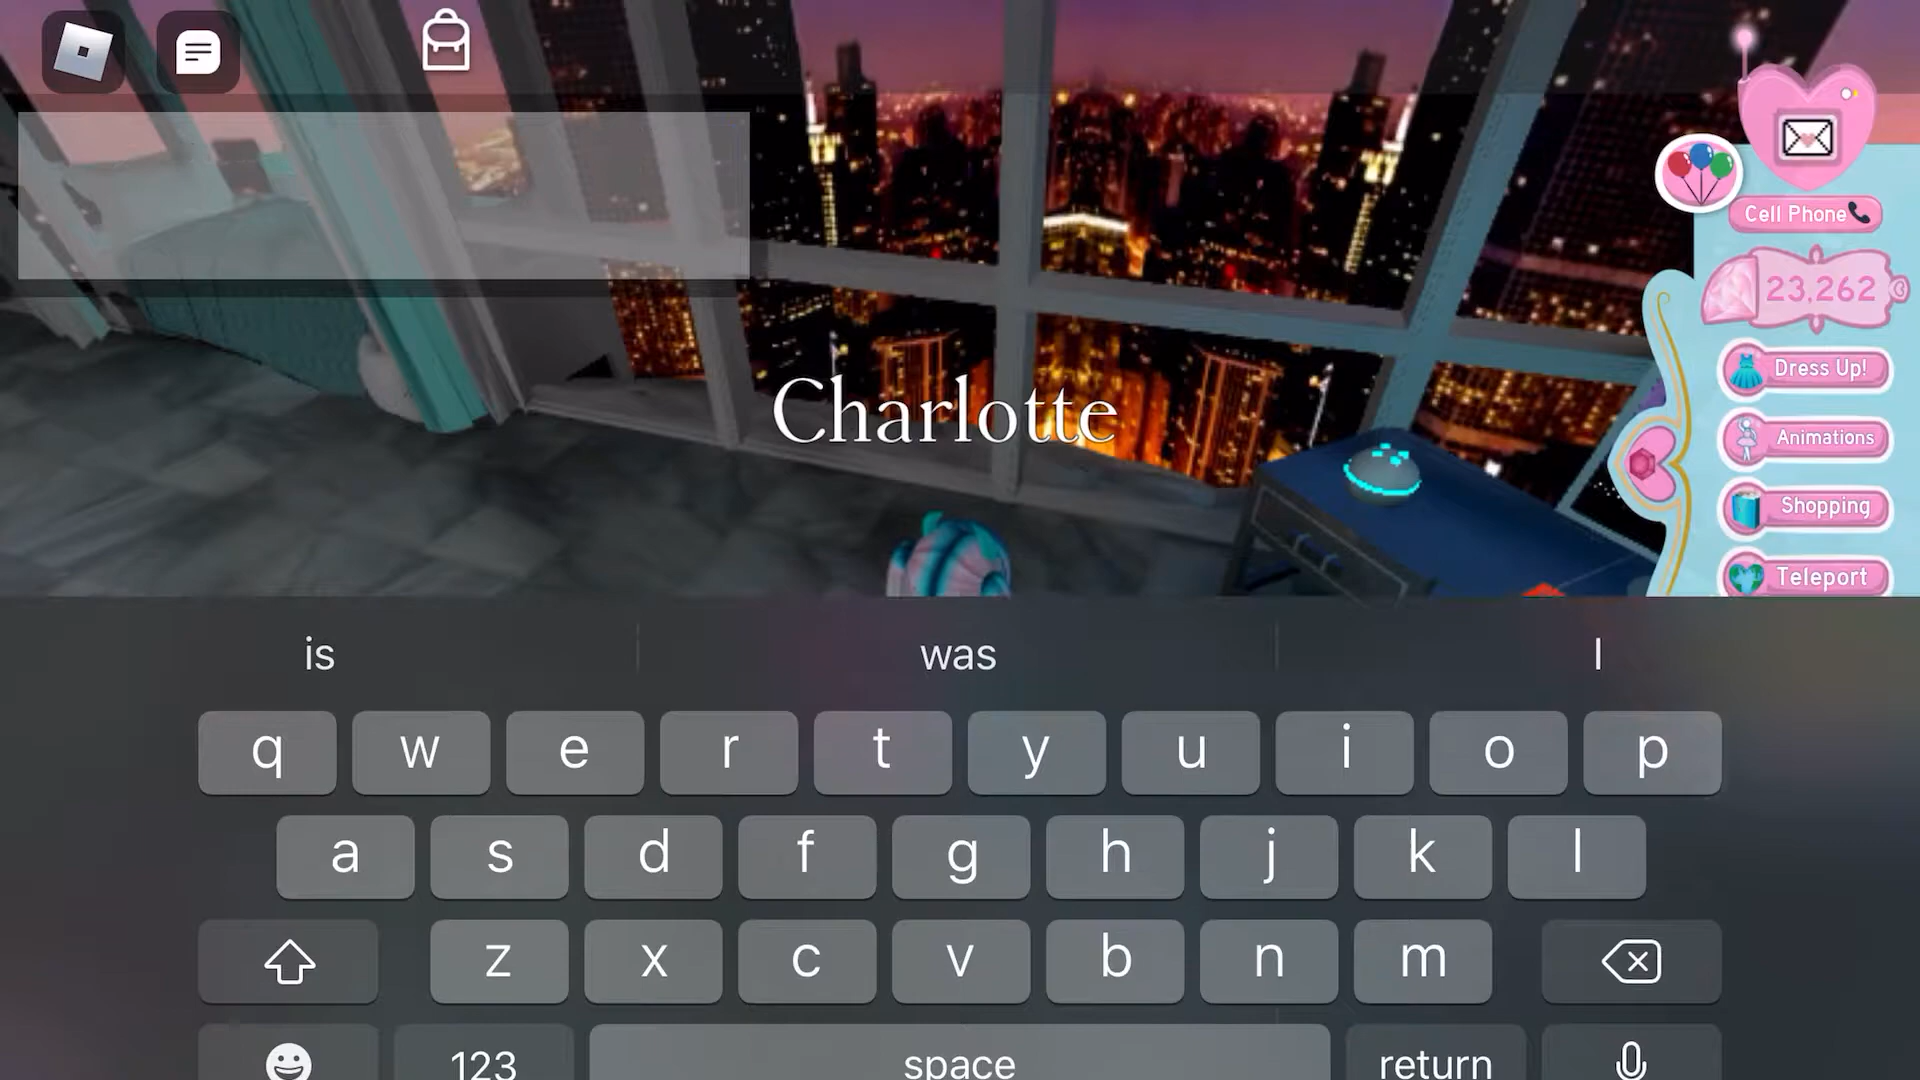 Cell Phone
23,262
Dress Up!
Animations
Shopping
Teleport
Charlotte
is was I
q w e r t y u i o p
a s d f g h j k l
z x c v b n m
123 space return